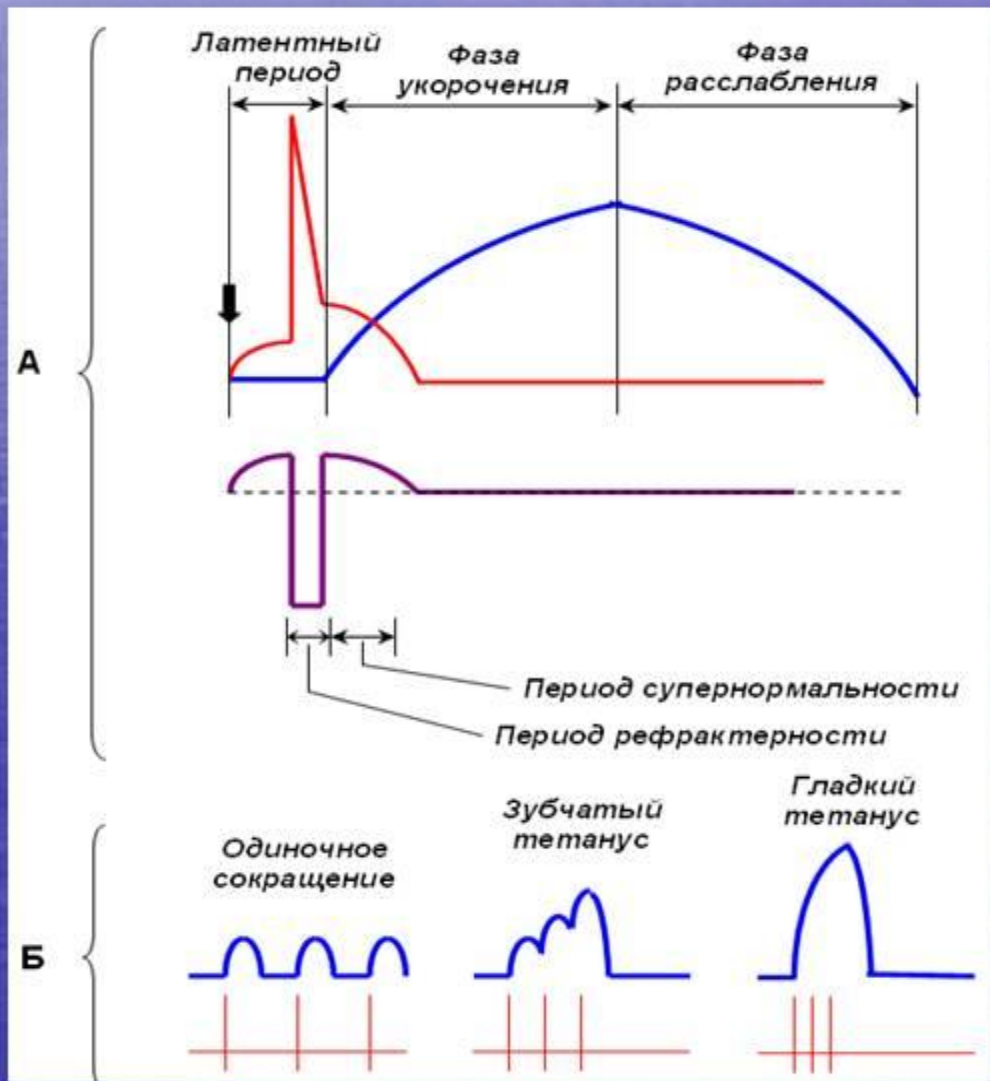 Латентный
период
Фаза
укорочения
Фаза
расслабления
А
Период супернормальности
Период рефрактерности
Б
Одиночное
сокращение
Зубчатый
тетанус
Гладкий
тетанус